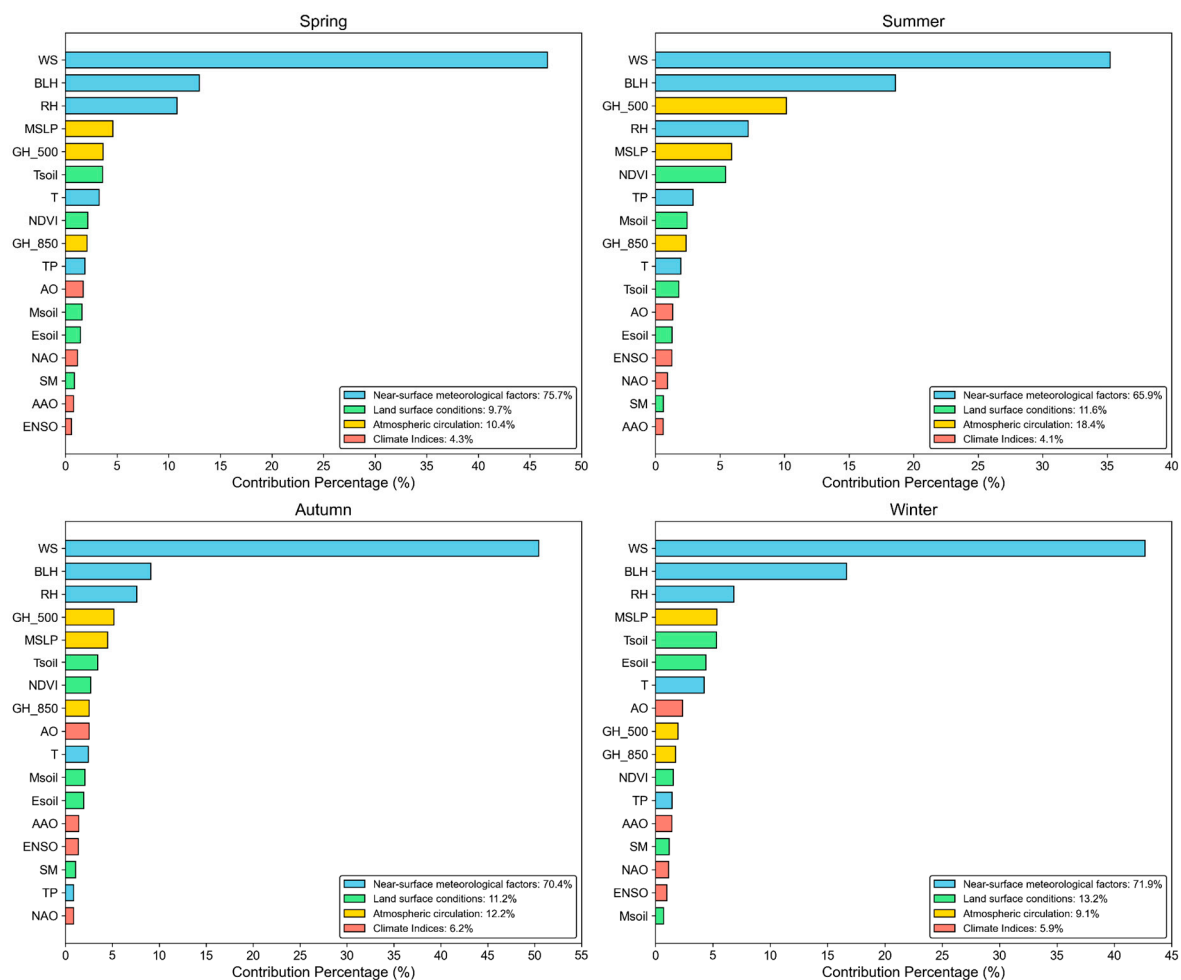 Spring
WS
BLH
RH
MSLP
GH_500
Tsoil
T
NDVI
GH_850
TP
AO
Msoil
Esoil
NAO
SM
AAO
ENSO
Near-surface meteorological factors: 75.7%
Land surface conditions: 9.7%
Atmospheric circulation: 10.4%
Climate Indices: 4.3%
0 5 10 15 20 25 30 35 40 45 50
Contribution Percentage (%)
Summer
WS
BLH
GH_500
RH
MSLP
NDVI
TP
Msoil
GH_850
T
Tsoil
AO
Esoil
ENSO
NAO
SM
AAO
Near-surface meteorological factors: 65.9%
Land surface conditions: 11.6%
Atmospheric circulation: 18.4%
Climate Indices: 4.1%
0 5 10 15 20 25 30 35 40
Contribution Percentage (%)
Autumn
WS
BLH
RH
GH_500
MSLP
Tsoil
NDVI
GH_850
AO
T
Msoil
Esoil
AAO
ENSO
SM
TP
NAO
Near-surface meteorological factors: 70.4%
Land surface conditions: 11.2%
Atmospheric circulation: 12.2%
Climate Indices: 6.2%
0 5 10 15 20 25 30 35 40 45 50 55
Contribution Percentage (%)
Winter
WS
BLH
RH
MSLP
Tsoil
Esoil
T
AO
GH_500
GH_850
NDVI
TP
AAO
SM
NAO
ENSO
Msoil
Near-surface meteorological factors: 71.9%
Land surface conditions: 13.2%
Atmospheric circulation: 9.1%
Climate Indices: 5.9%
0 5 10 15 20 25 30 35 40 45
Contribution Percentage (%)